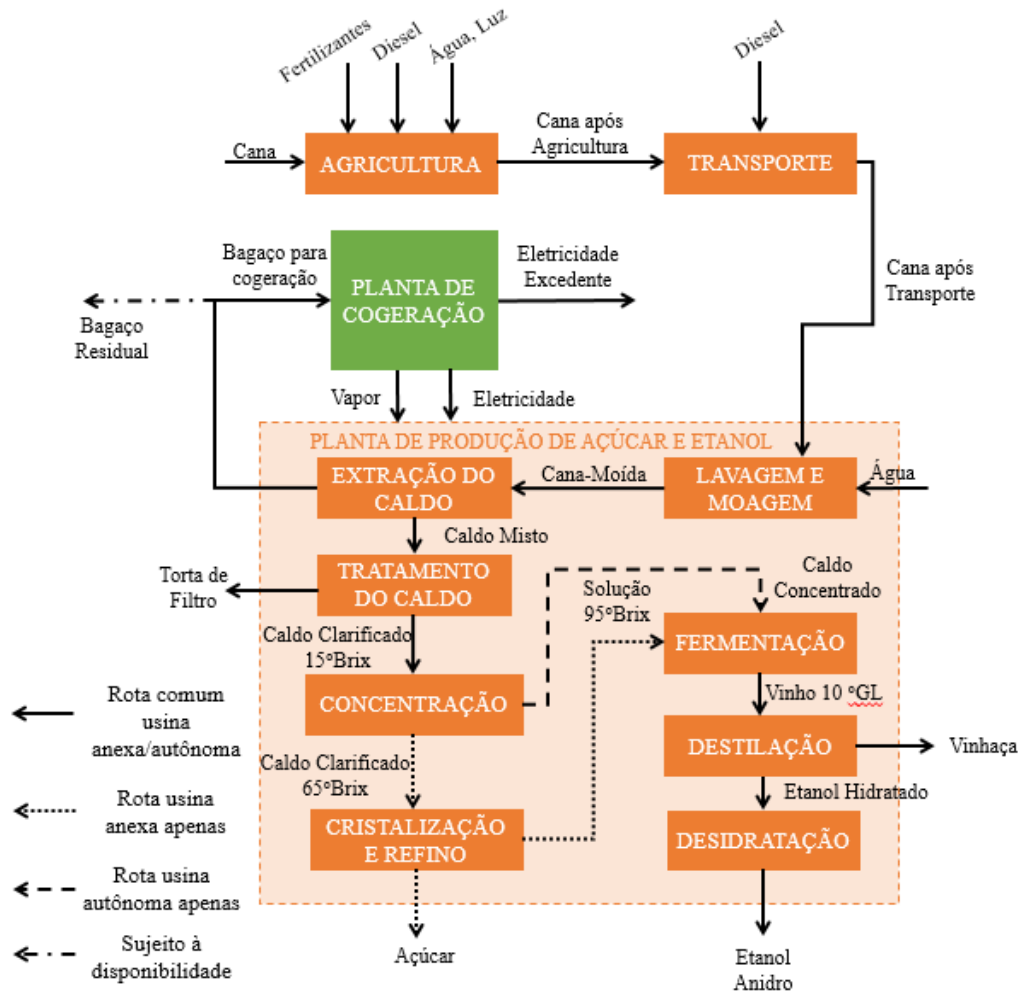 Fertilizantes
Diesel
Água, Luz
Diesel
Cana
AGRICULTURA
Cana após
Agricultura
TRANSPORTE
Bagaço para
cogeração
PLANTA DE
COGERAÇÃO
Eletricidade
Excedente
Cana após
Transporte
Bagaço
Residual
Vapor
Eletricidade
PLANTA DE PRODUÇÃO DE AÇÚCAR E ETANOL
EXTRAÇÃO DO
CALDO
Cana-Moída
LAVAGEM E
MOAGEM
Água
Caldo Misto
Torta de
Filtro
TRATAMENTO
DO CALDO
Solução
95ºBrix
Caldo
Concentrado
Caldo Clarificado
15ºBrix
FERMENTAÇÃO
CONCENTRAÇÃO
Vinho 10 ºGL
Rota comum
usina
anexa/autônoma
DESTILAÇÃO
Vinhaça
Caldo Clarificado
65ºBrix
Etanol Hidratado
Rota usina
anexa apenas
CRISTALIZAÇÃO
E REFINO
DESIDRATAÇÃO
Rota usina
autônoma apenas
Açúcar
Etanol
Anidro
Sujeito à
disponibilidade